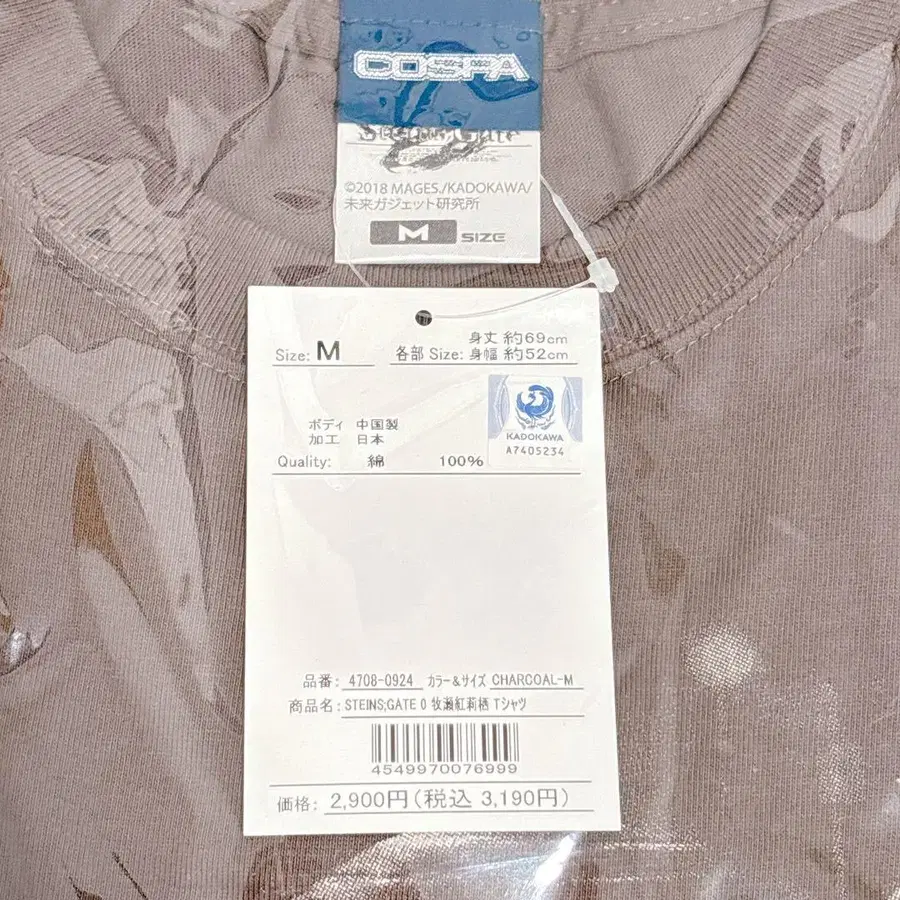 COSPA
©2018 MAGES./KADOKAWA/
未来ガジェット研究所
M SIZE
Size: M
各部 Size: 身丈 約69cm
身幅 約52cm
ボディ 中国製
加工 日本
Quality: 綿 100%
KADOKAWA
A7405234
品番: 4708-0924 カラー&サイズ CHARCOAL-M
商品名: STEINS;GATE 0 牧瀬紅莉栖 Tシャツ
4549970076999
価格: 2,900円(税込 3,190円)